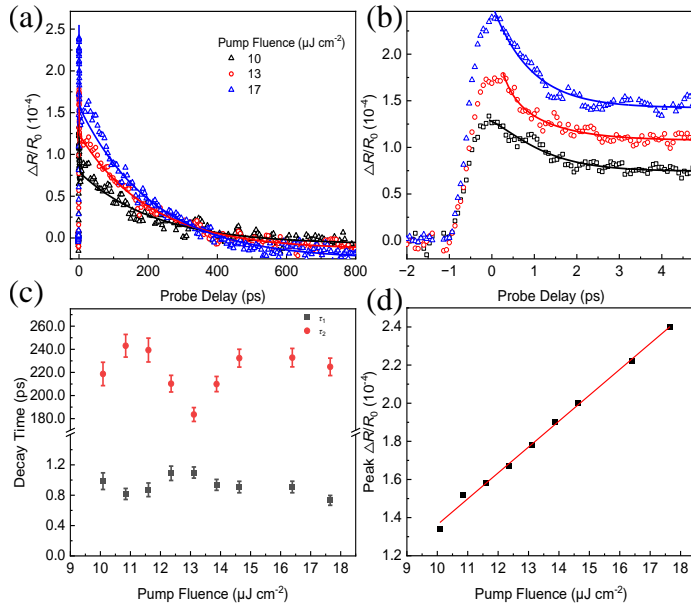 (a)
Pump Fluence (μJ cm⁻²)
10
13
17
2.5
2.0
1.5
1.0
0.5
0.0
ΔR/R₀ (10⁻⁴)
0 200 400 600 800
Probe Delay (ps)
(b)
2.5
2.0
1.5
1.0
0.5
0.0
ΔR/R₀ (10⁻⁴)
−2 −1 0 1 2 3 4
Probe Delay (ps)
(c)
τ₁
τ₂
260.0
240.0
220.0
200.0
180.0
1.2
0.8
0.4
0.0
Decay Time (ps)
9 10 11 12 13 14 15 16 17 18
Pump Fluence (μJ cm⁻²)
(d)
2.4
2.2
2.0
1.8
1.6
1.4
1.2
Peak ΔR/R₀ (10⁻⁴)
9 10 11 12 13 14 15 16 17 18
Pump Fluence (μJ cm⁻²)